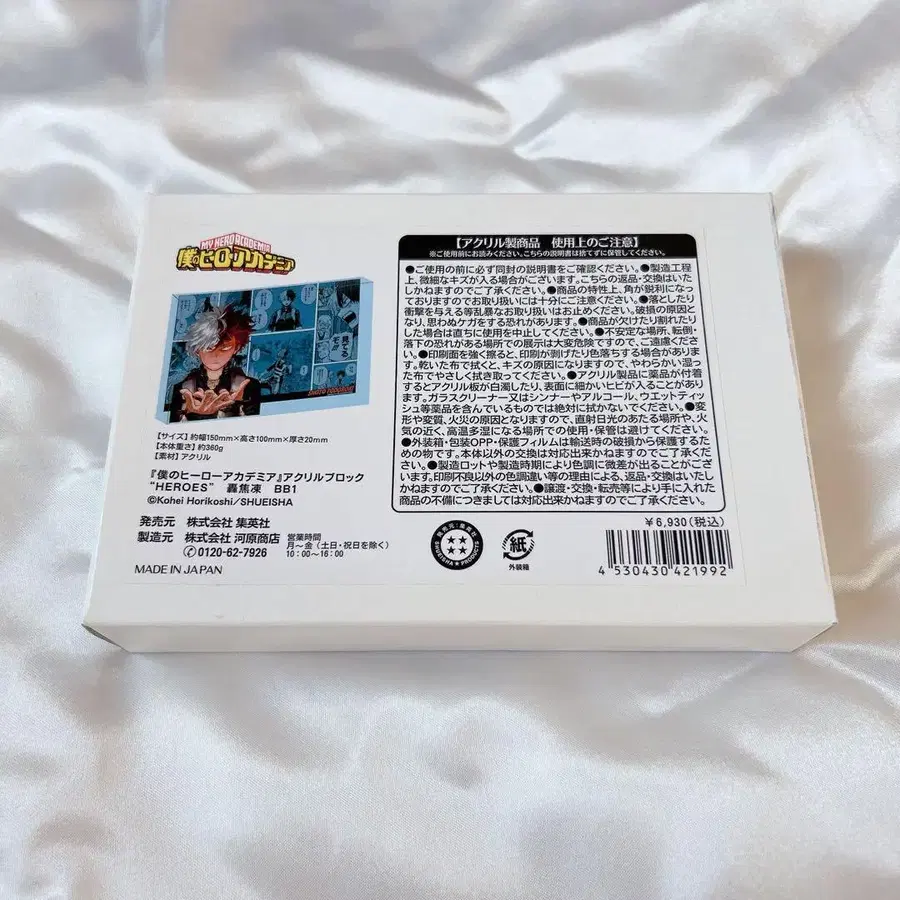 MY HERO ACADEMIA
僕のヒーローアカデミア
見てるぞ!!
SHOTO TODOROKI
【サイズ】約幅150mm×高さ100mm×厚さ20mm
【本体重さ】約360g
【素材】アクリル
『僕のヒーローアカデミア』アクリルブロック
“HEROES” 轟焦凍 BB1
©Kohei Horikoshi/SHUEISHA
発売元 株式会社 集英社
製造元 株式会社 河原商店
0120-62-7926
営業時間
月〜金（土日・祝日を除く）
10：00〜16：00
MADE IN JAPAN
【アクリル製商品 使用上のご注意】
※ご使用前にお読みください。こちらの説明書は捨てずに保管してください。
●ご使用の前に必ず同封の説明書をご確認ください。●製造工程
上、微細なキズが入る場合がございます。こちらの返品・交換はいた
しかねますのでご了承ください。●商品の特性上、角が鋭利になっ
ておりますのでお取り扱いには十分にご注意ください。●落としたり
衝撃を与える等乱暴なお取り扱いはお止めください。破損の原因と
なり、思わぬケガをする恐れがあります。●商品が欠けたり割れたり
した場合は直ちに使用を中止してください。●不安定な場所、転倒・
落下の恐れがある場所での展示は大変危険ですので、ご遠慮くださ
い。●印刷面を強く擦ると、印刷が剥げたり色落ちする場合がありま
す。乾いた布で拭くと、キズの原因になりますので、やわらかい湿っ
た布でやさしく拭き取ってください。●アクリル製品に薬品が付着
するとアクリル板が白濁したり、表面に細かいヒビが入ることがあり
ます。ガラスクリーナー又はシンナーやアルコール、ウエットティッ
シュ等薬品を含んでいるものでは絶対に拭かないでください。●変
形や変質、火災の原因となりますので、直射日光のあたる場所や、火
気の近く、高温多湿になる場所での使用・保管は避けてください。
●外装箱・包装OPP・保護フィルムは輸送時の破損から保護するた
めの物です。本体以外の交換は対応出来かねますのでご了承くださ
い。●製造ロットや製造時期により色調に微差が出ることがござい
ます。印刷不良以外の色調違い等の理由による、返品・交換はいたし
かねますのでご了承ください。●譲渡・交換・転売等により手に入れた
商品の不備につきましては対応出来かねますのでご了承ください。
￥6,930（税込）
発売元：集英社
SHUEISHA PRODUCTS
紙
外装箱
4 530430 421992